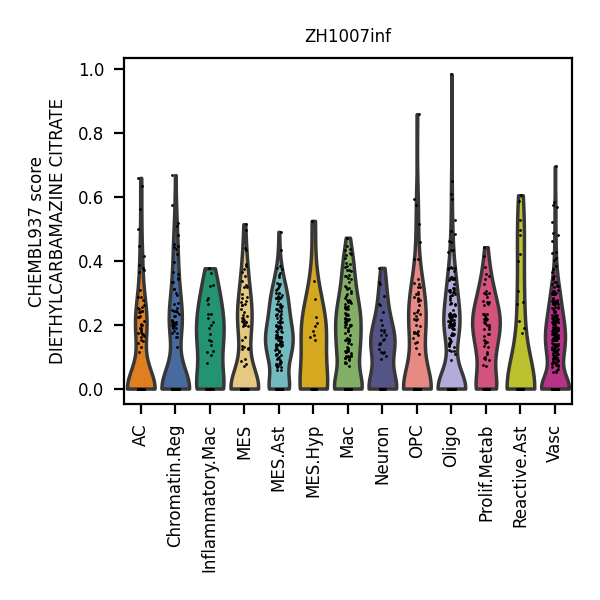 ZH1007inf
CHEMBL937 score
DIETHYLCARBAMAZINE CITRATE
1.0
0.8
0.6
0.4
0.2
0.0
AC
Chromatin.Reg
Inflammatory.Mac
MES
MES.Ast
MES.Hyp
Mac
Neuron
OPC
Oligo
Prolif.Metab
Reactive.Ast
Vasc